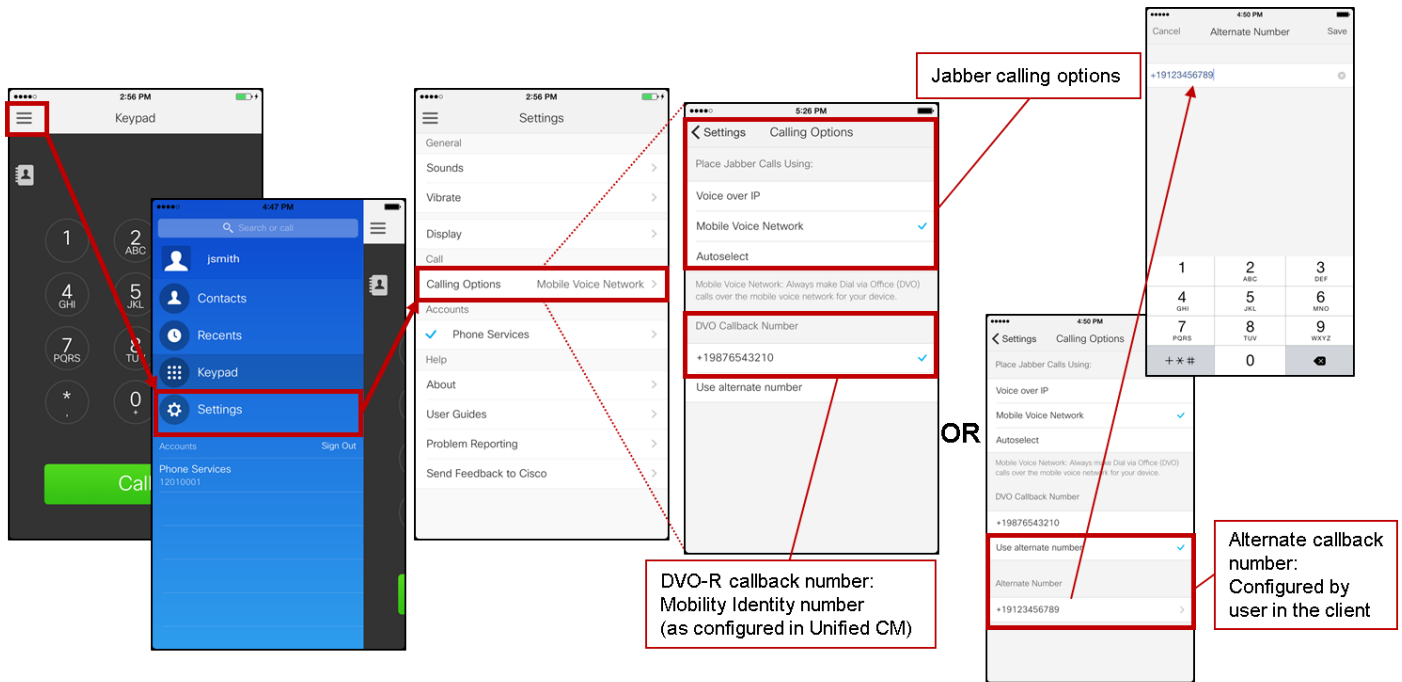 2:56 PM
Keypad
1
2
ABC
4
GHI
5
JKL
7
PQRS
8
TUV
*
,
0
+
Call
4:47 PM
Search or call
jsmith
Contacts
Recents
Keypad
Settings
Accounts
Sign Out
Phone Services
12010001
2:56 PM
Settings
General
Sounds
Vibrate
Display
Call
Calling Options
Mobile Voice Network
Accounts
Phone Services
Help
About
User Guides
Problem Reporting
Send Feedback to Cisco
5:26 PM
Settings
Calling Options
Place Jabber Calls Using:
Voice over IP
Mobile Voice Network
Autoselect
Mobile Voice Network: Always make Dial via Office (DVO)
calls over the mobile voice network for your device.
DVO Callback Number
+19876543210
Use alternate number
Jabber calling options
DVO-R callback number:
Mobility Identity number
(as configured in Unified CM)
OR
4:50 PM
Settings
Calling Options
Place Jabber Calls Using:
Voice over IP
Mobile Voice Network
Autoselect
Mobile Voice Network: Always make Dial via Office (DVO)
calls over the mobile voice network for your device.
DVO Callback Number
+19876543210
Use alternate number
Alternate Number
+19123456789
4:50 PM
Cancel
Alternate Number
Save
+19123456789
1
2
ABC
3
DEF
4
GHI
5
JKL
6
MNO
7
PQRS
8
TUV
9
WXYZ
+*#
0
Alternate callback
number:
Configured by
user in the client